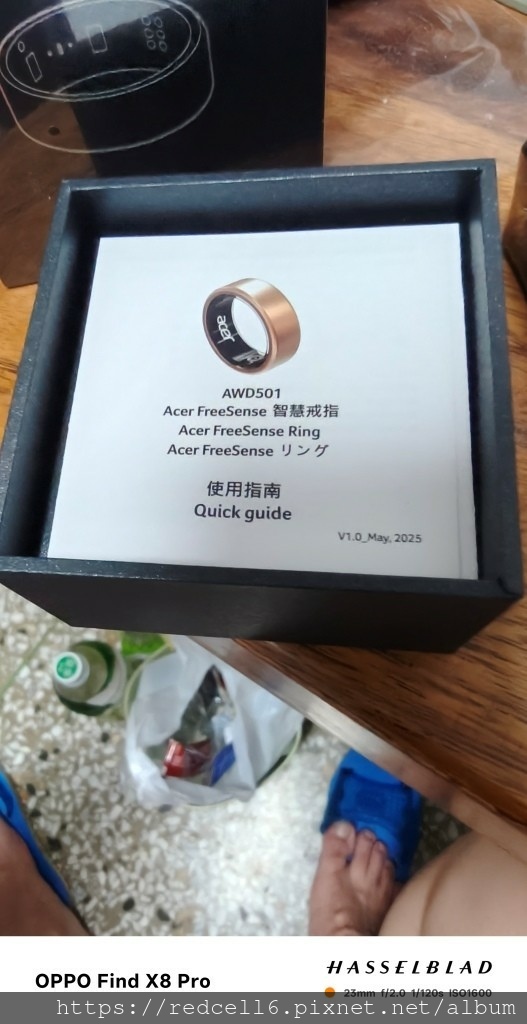 acer
AWD501
Acer FreeSense 智慧戒指
Acer FreeSense Ring
Acer FreeSense リング
使用指南
Quick guide
V1.0_May, 2025
OPPO Find X8 Pro
HASSELBLAD
23mm f/2.0 1/120s ISO1600
https://redcell6.pixnet.net/album